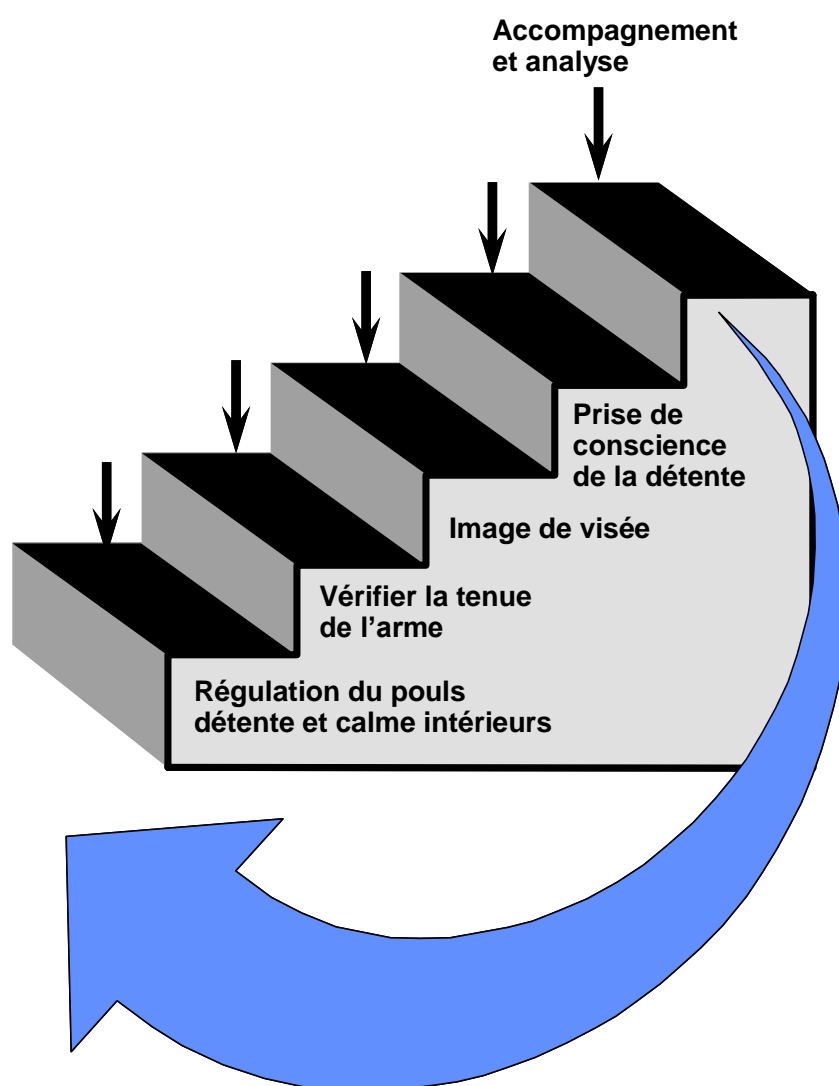 Accompagnement
et analyse
Prise de
conscience
de la détente
Image de visée
Vérifier la tenue
de l’arme
Régulation du pouls
détente et calme intérieurs